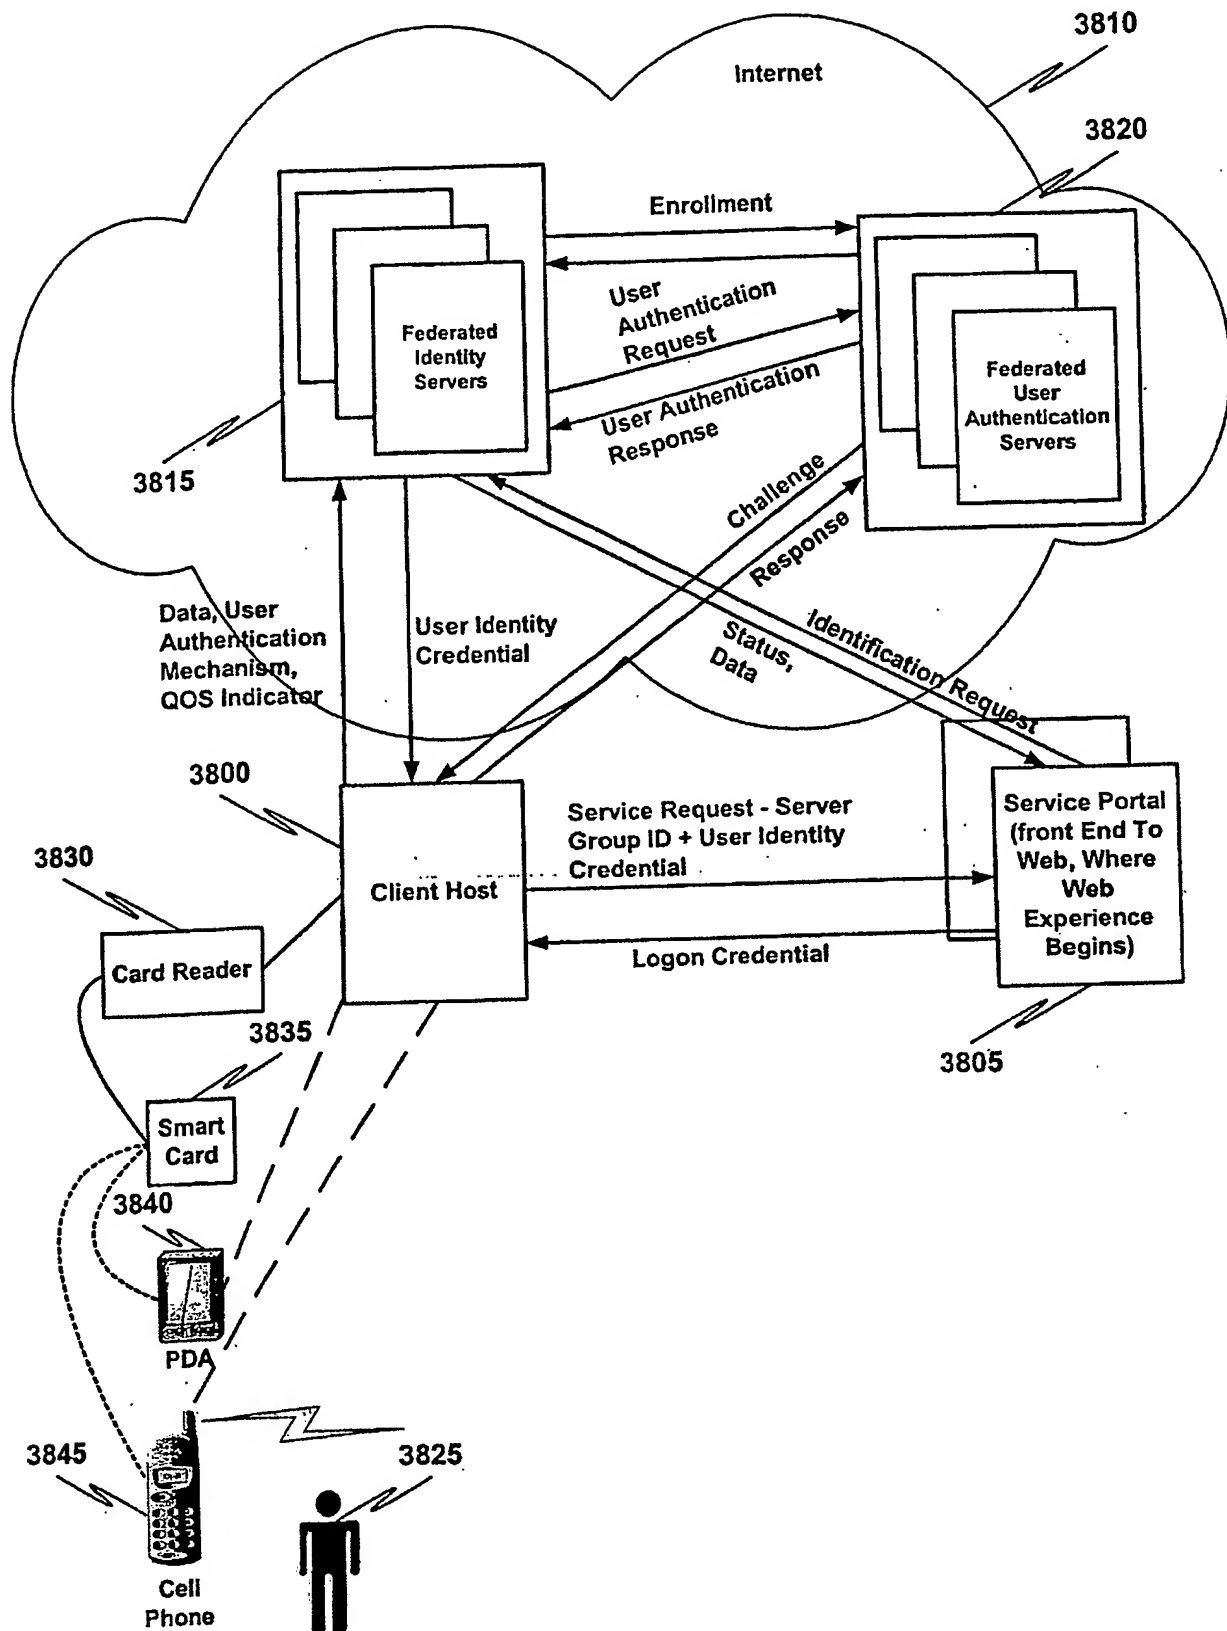 3810
Internet
3820
Enrollment
User
Authentication
Request
Federated
Identity
Servers
Federated
User
Authentication
Servers
User Authentication
Response
3815
Challenge
Response
Data, User
Authentication
Mechanism,
QOS Indicator
User Identity
Credential
Status,
Data
Identification Request
3800
Service Request - Server
Group ID + User Identity
Credential
Service Portal
(front End To
Web, Where
Web
Experience
Begins)
3830
Client Host
Card Reader
Logon Credential
3835
3805
Smart
Card
3840
PDA
3845
3825
Cell
Phone